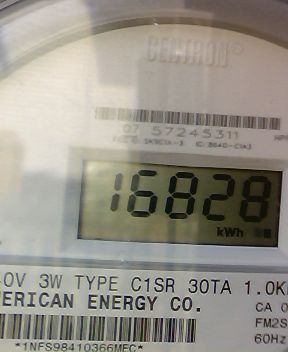 CENTRON®
07 57245311
16828
kWh
0V 3W TYPE C1SR 30TA 1.0K
ERICAN ENERGY CO.
CA 0
FM2S
60Hz
*1NFS98410366MEC*